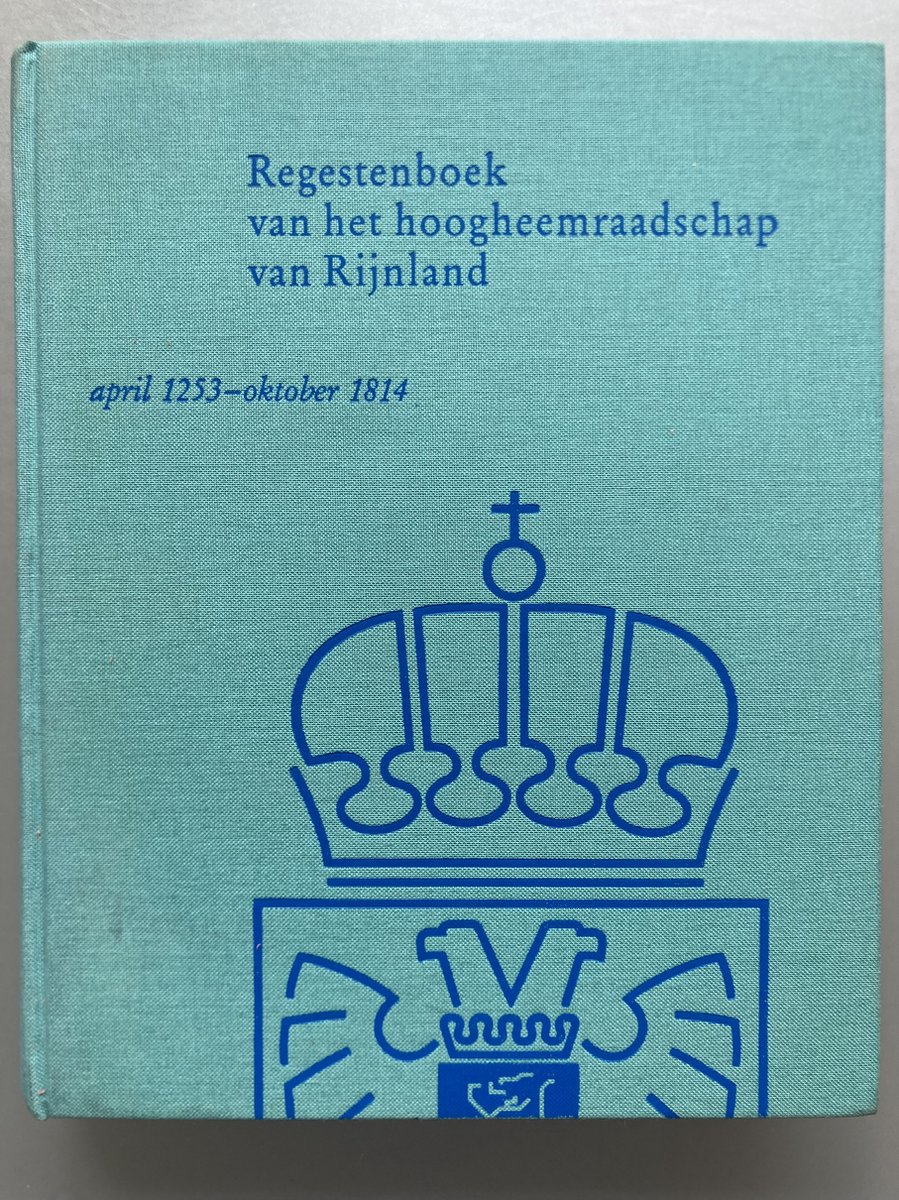 Regestenboek
van het hoogheemraadschap
van Rijnland
april 1253–oktober 1814